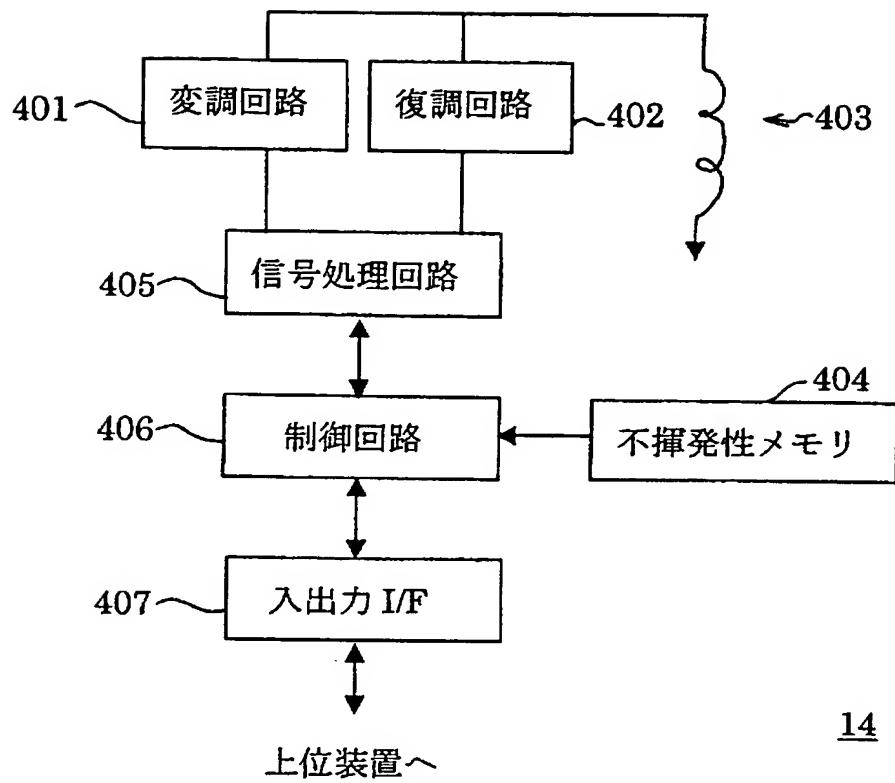 401
変調回路
復調回路
402
403
405
信号処理回路
404
406
制御回路
不揮発性メモリ
407
入出力 I/F
14
上位装置へ